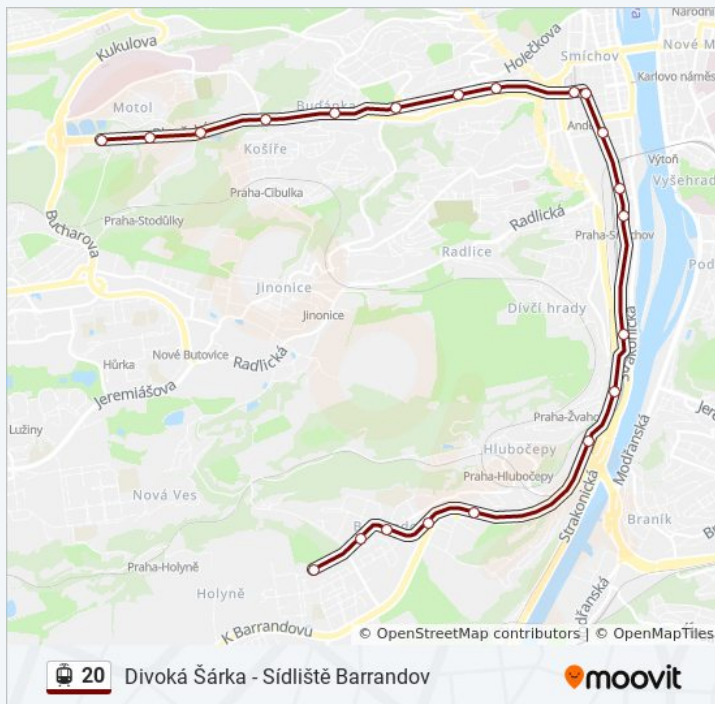 Národní
Holečkova
Kukulova
Smíchov
Nové M
Karlovo náměs
Motol
Buďánka
Anděl
Košíře
Výtoň
Vyšehrad
Praha-Cibulka
Radlická
Bucharova
Praha-Stodůlky
Praha-Smíchov
Radlice
Pod
Jinonice
Dívčí hrady
Jinonice
Strakonická
Nové Butovice
Hůrka
Radlická
Jeremiášova
Praha-Žvaho
Lužiny
Hlubočepy
Modřanská
Praha-Hlubočepy
Nová Ves
Strakonická
Braník
Praha-Holyně
Holyně
K Barrandovu
© OpenStreetMap contributors | © OpenMapTiles
20 Divoká Šárka - Sídliště Barrandov
moovit